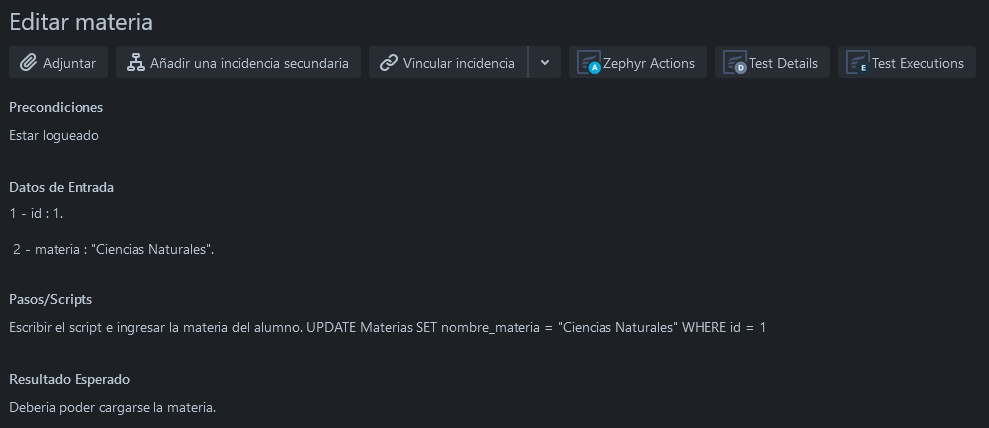 Editar materia
Adjuntar Añadir una incidencia secundaria Vincular incidencia A Zephyr Actions D Test Details E Test Executions
Precondiciones
Estar logueado
Datos de Entrada
1 - id : 1.
2 - materia : "Ciencias Naturales".
Pasos/Scripts
Escribir el script e ingresar la materia del alumno. UPDATE Materias SET nombre_materia = "Ciencias Naturales" WHERE id = 1
Resultado Esperado
Deberia poder cargarse la materia.